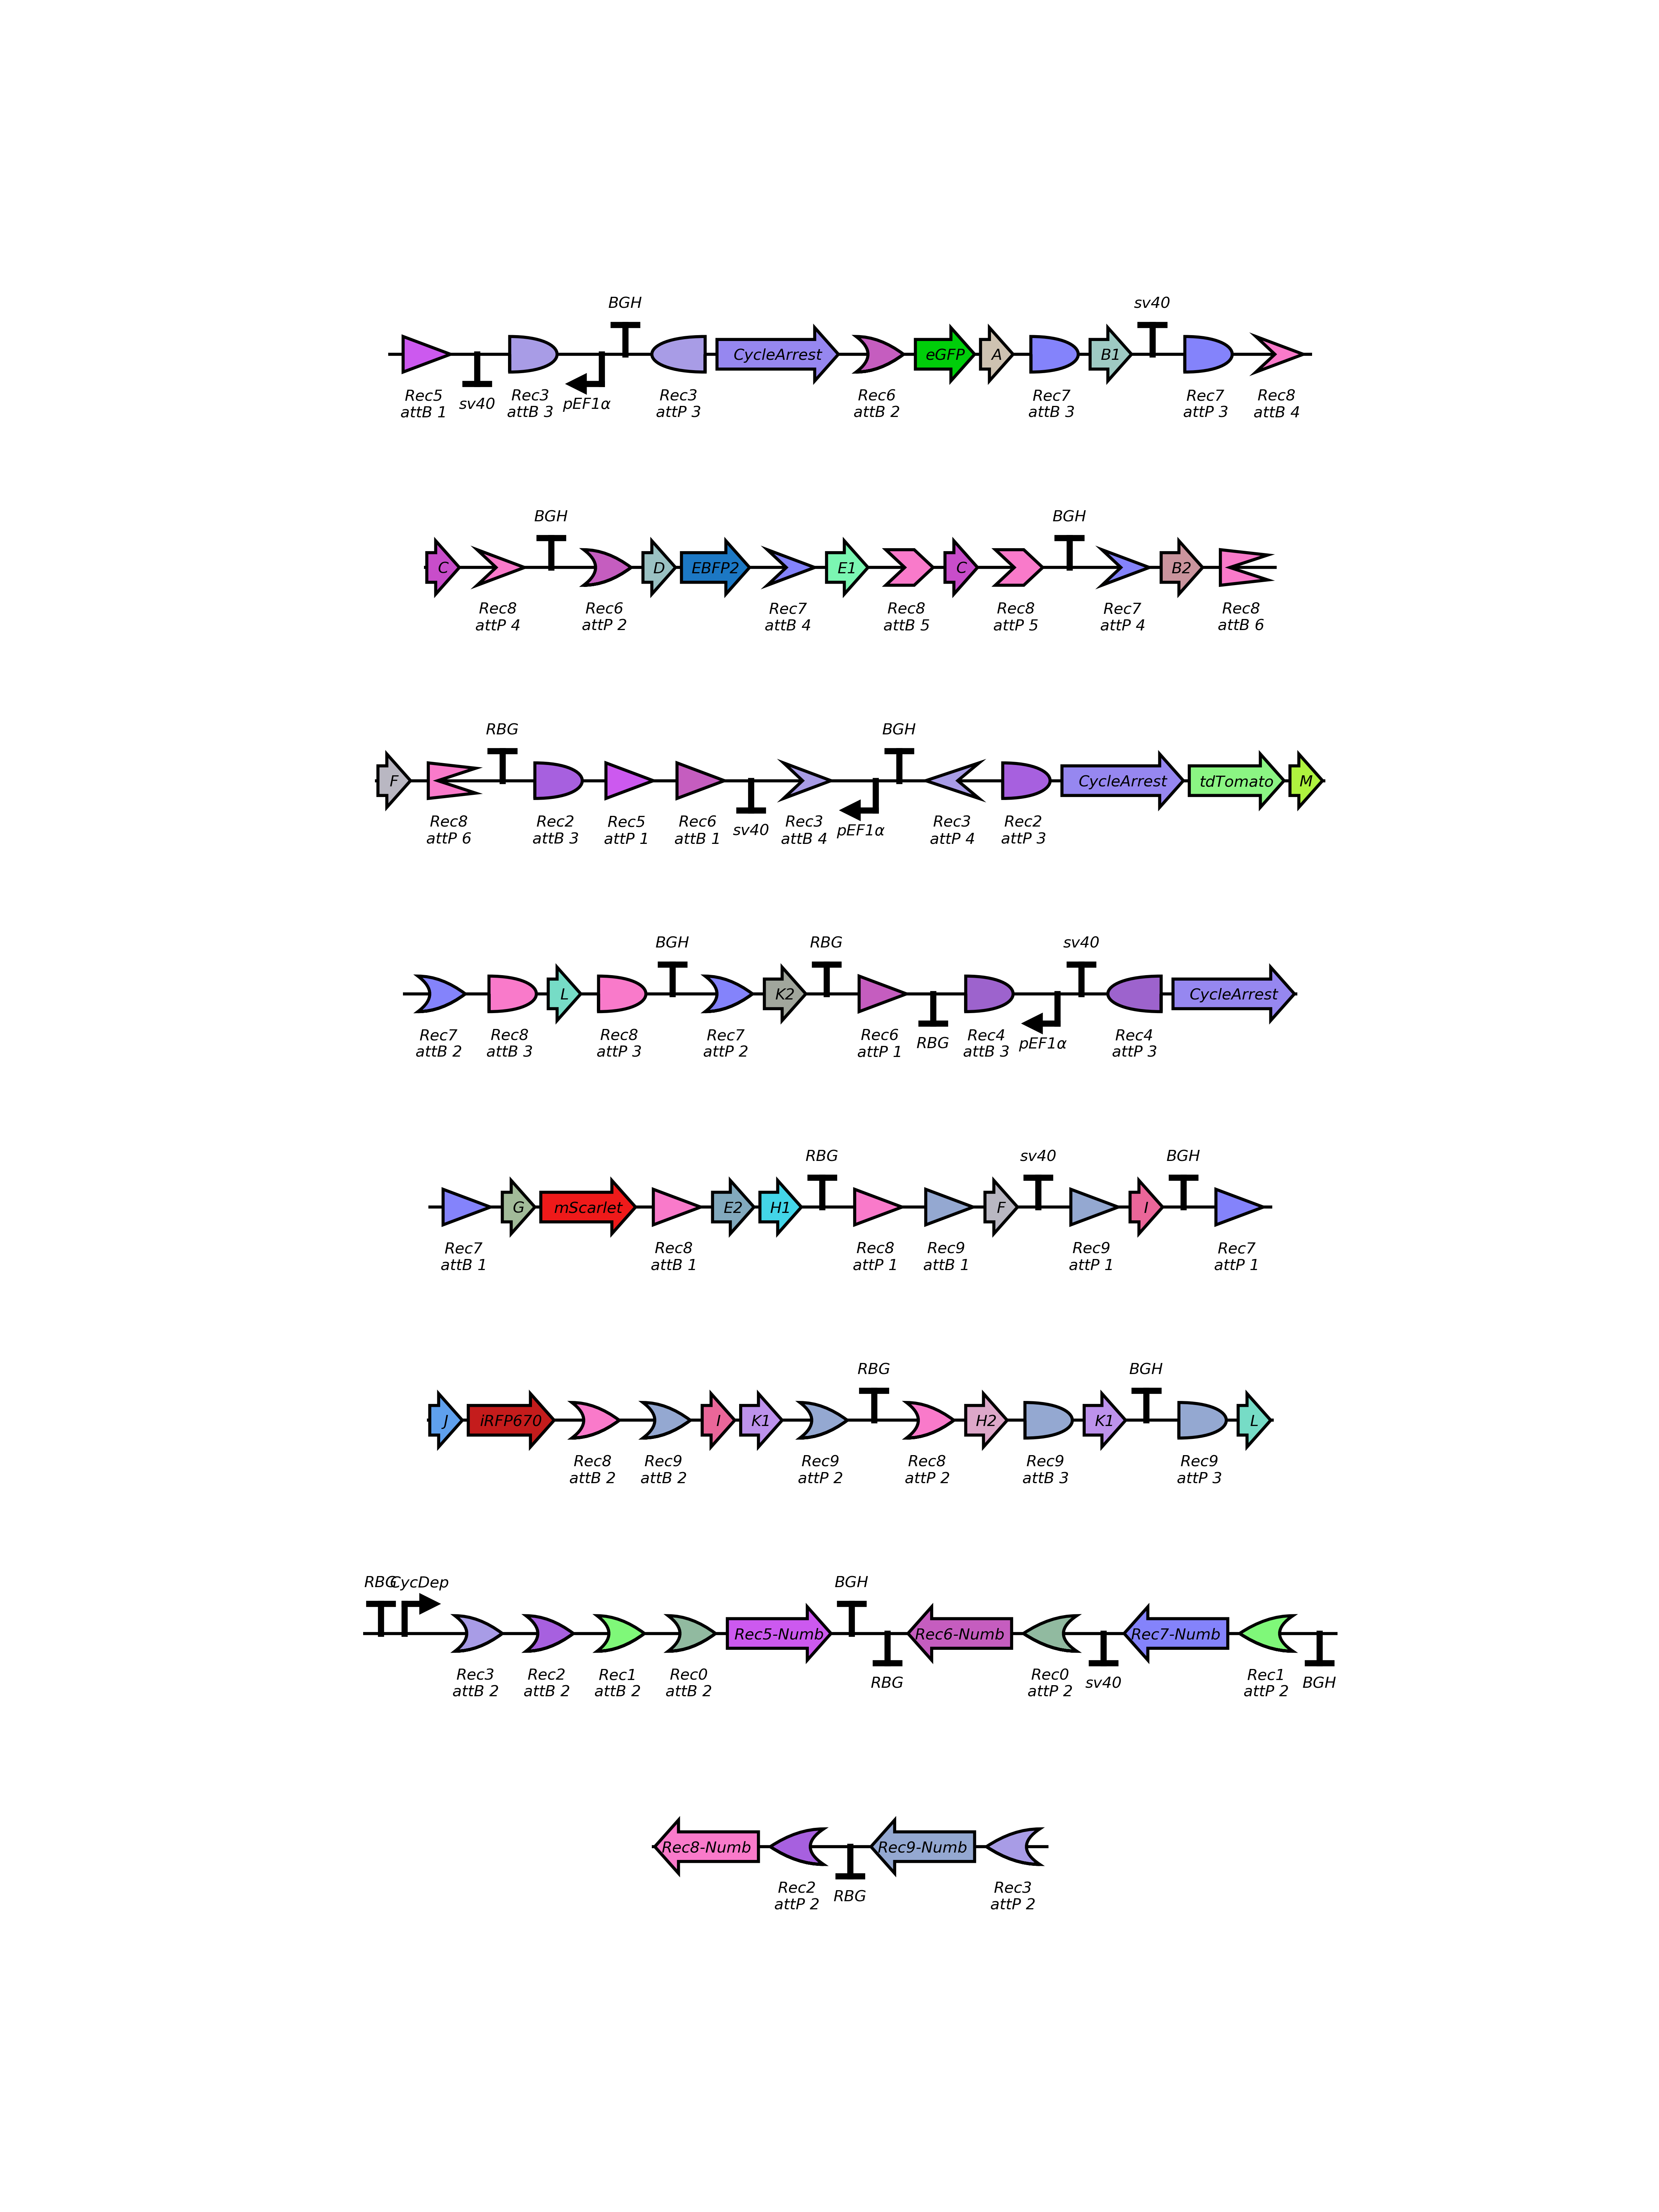 BGH sv40
CycleArrest eGFP A B1
Rec5 sv40 Rec3 pEF1α Rec3 Rec6 Rec7 Rec7 Rec8
attB 1 attB 3 attP 3 attB 2 attB 3 attP 3 attB 4
BGH BGH
C D EBFP2 E1 C B2
Rec8 Rec6 Rec7 Rec8 Rec8 Rec7 Rec8
attP 4 attP 2 attB 4 attB 5 attP 5 attP 4 attB 6
RBG BGH
F CycleArrest tdTomato M
Rec8 Rec2 Rec5 Rec6 sv40 Rec3 pEF1α Rec3 Rec2
attP 6 attB 3 attP 1 attB 1 attB 4 attP 4 attP 3
BGH RBG sv40
L K2 CycleArrest
Rec7 Rec8 Rec8 Rec7 Rec6 RBG Rec4 pEF1α Rec4
attB 2 attB 3 attP 3 attP 2 attP 1 attB 3 attP 3
RBG sv40 BGH
G mScarlet E2 H1 F I
Rec7 Rec8 Rec8 Rec9 Rec9 Rec7
attB 1 attB 1 attP 1 attB 1 attP 1 attP 1
RBG BGH
J iRFP670 I K1 H2 K1 L
Rec8 Rec9 Rec9 Rec8 Rec9 Rec9
attB 2 attB 2 attP 2 attP 2 attB 3 attP 3
RBG CycDep BGH
Rec5-Numb Rec6-Numb Rec7-Numb
Rec3 Rec2 Rec1 Rec0 RBG Rec0 sv40 Rec1 BGH
attB 2 attB 2 attB 2 attB 2 attP 2 attP 2
Rec8-Numb Rec9-Numb
Rec2 RBG Rec3
attP 2 attP 2